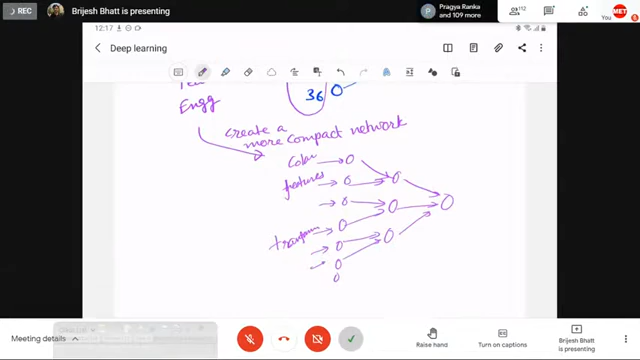 REC
Brijesh Bhatt is presenting
Pragya Ranka
and 109 more
112
You
MET
12:17
Deep learning
Engg
36
create a
more compact network
Color
features
Meeting details
Raise hand
Turn on captions
Brijesh Bhatt
is presenting